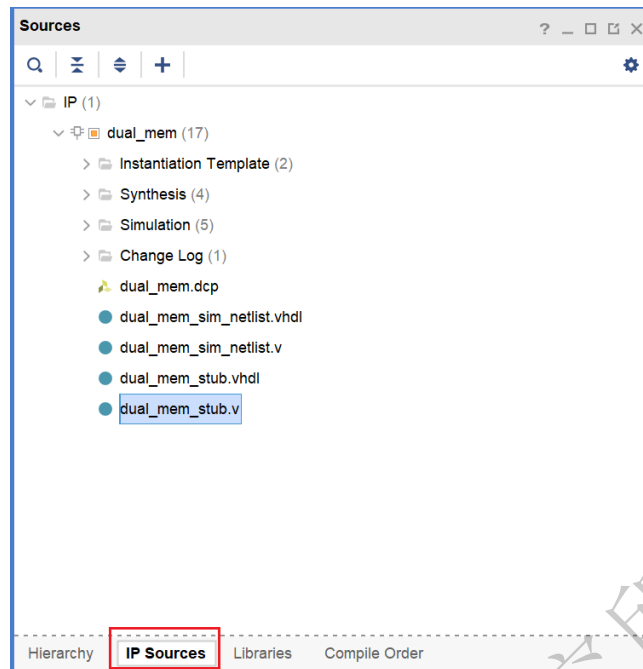 Sources
IP (1)
dual_mem (17)
Instantiation Template (2)
Synthesis (4)
Simulation (5)
Change Log (1)
dual_mem.dcp
dual_mem_sim_netlist.vhdl
dual_mem_sim_netlist.v
dual_mem_stub.vhdl
dual_mem_stub.v
Hierarchy IP Sources Libraries Compile Order